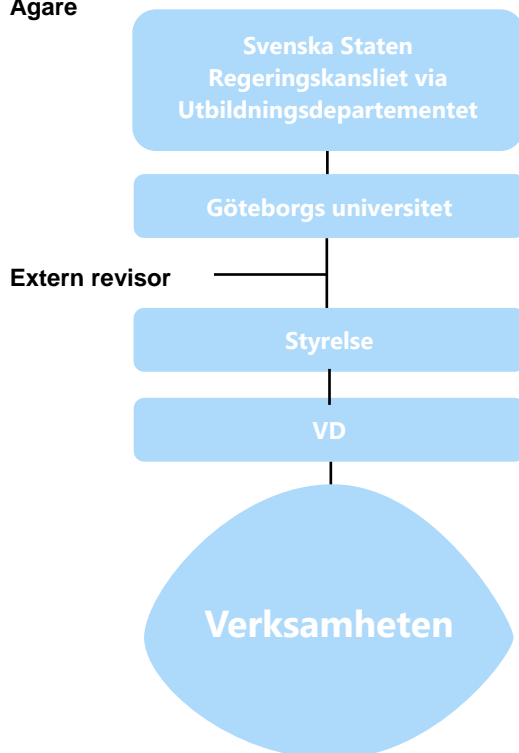 Ägare
Svenska Staten
Regeringskansliet via
Utbildningsdepartementet
Göteborgs universitet
Extern revisor
Styrelse
VD
Verksamheten